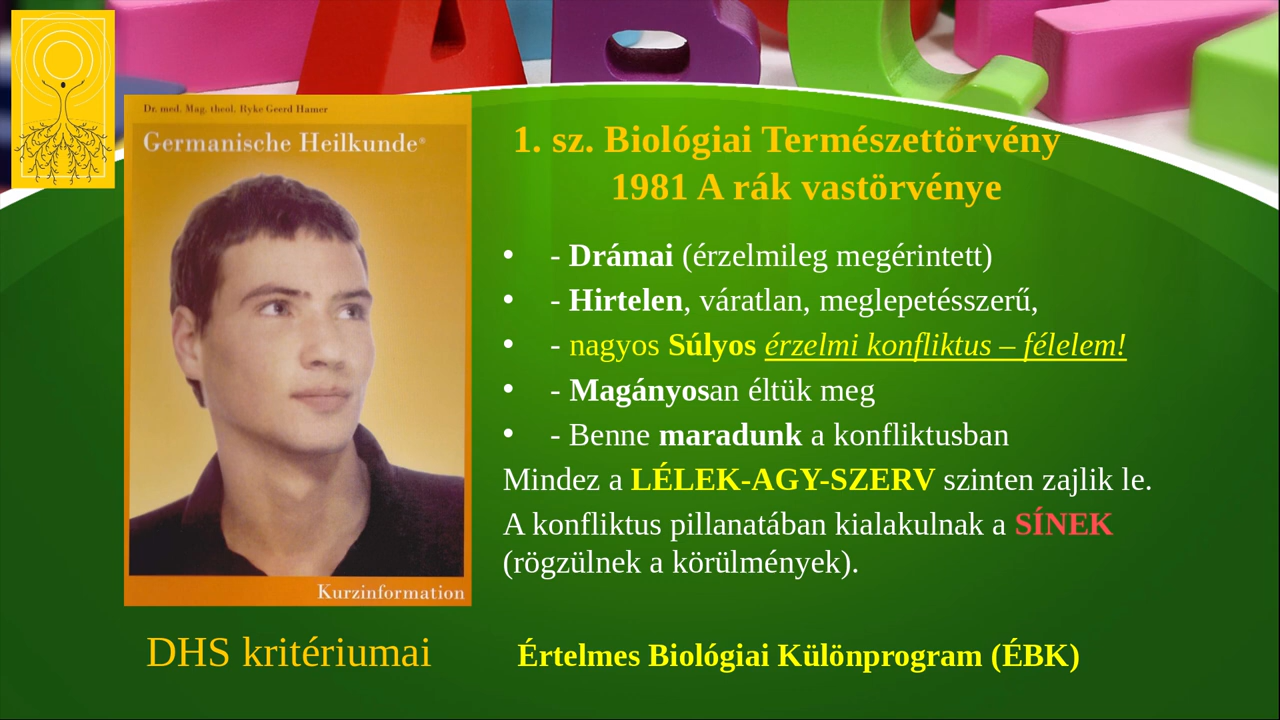 Dr. med. Mag. theol. Ryke Geerd Hamer
Germanische Heilkunde®
Kurzinformation
DHS kritériumai
1. sz. Biológiai Természettörvény
1981 A rák vastörvénye
• - Drámai (érzelmileg megérintett)
• - Hirtelen, váratlan, meglepetésszerű,
• - nagyos Súlyos érzelmi konfliktus – félelem!
• - Magányosan éltük meg
• - Benne maradunk a konfliktusban
Mindez a LÉLEK-AGY-SZERV szinten zajlik le.
A konfliktus pillanatában kialakulnak a SÍNEK
(rögzülnek a körülmények).
Értelmes Biológiai Különprogram (ÉBK)